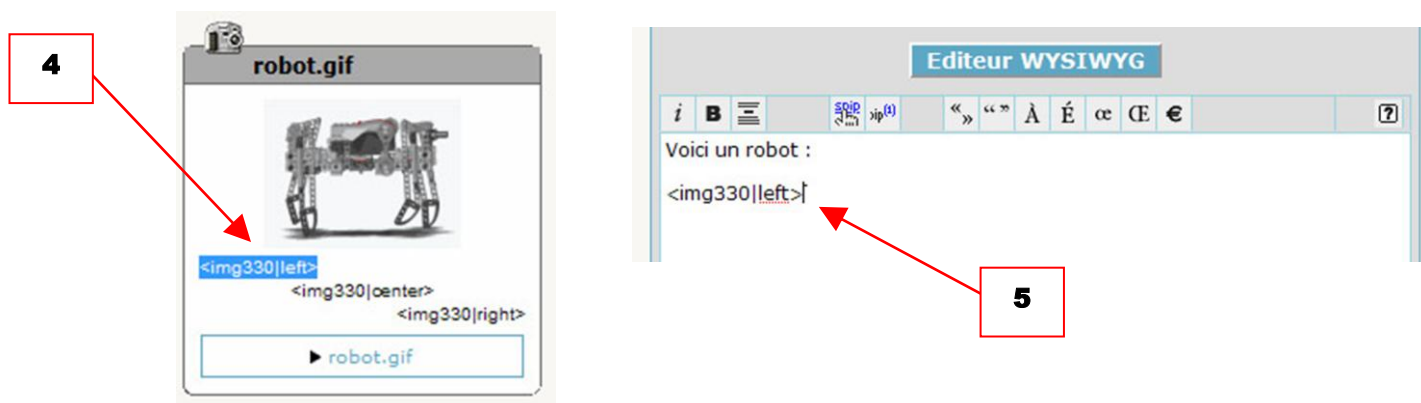 4
robot.gif
<img330|left>
<img330|center>
<img330|right>
robot.gif
Editeur WYSIWYG
i B « » “ ” À É œ Œ € ?
Voici un robot :
<img330|left>
5